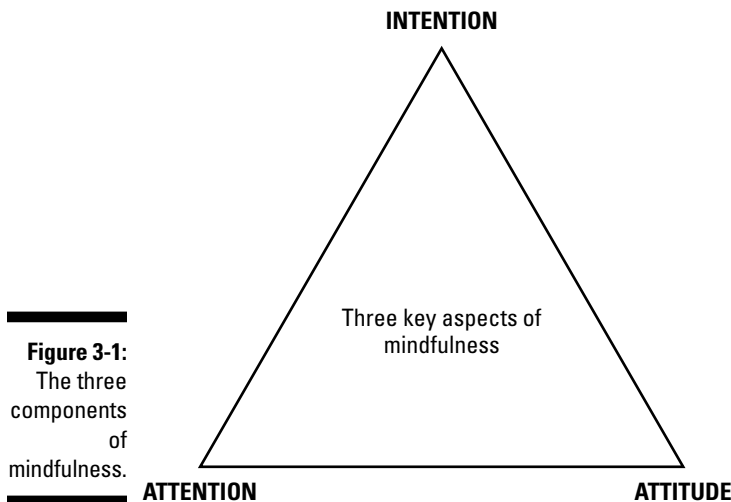 INTENTION
Three key aspects of
mindfulness
Figure 3-1:
The three
components
of
mindfulness.
ATTENTION
ATTITUDE